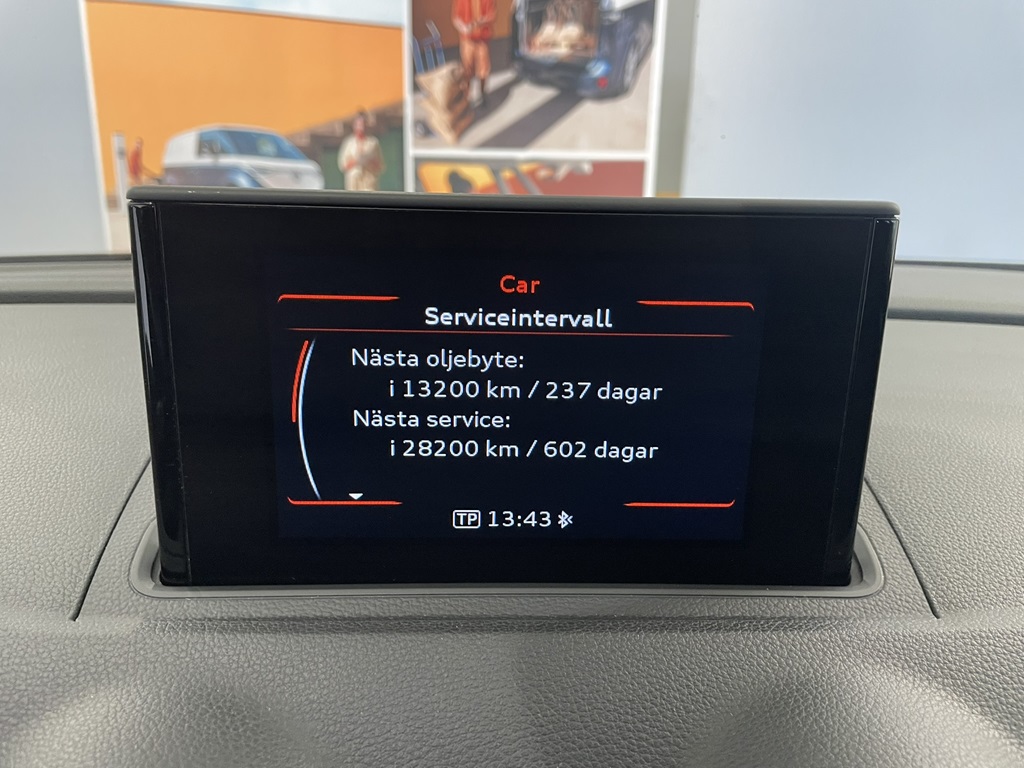 Car
Serviceintervall
Nästa oljebyte:
i 13200 km / 237 dagar
Nästa service:
i 28200 km / 602 dagar
TP 13:43